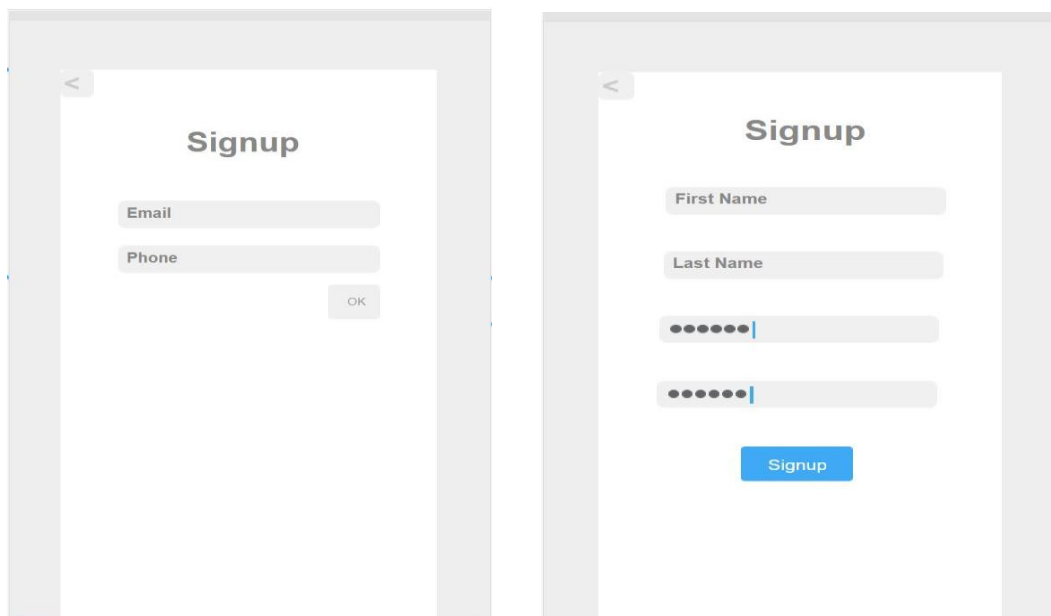 <
Signup
Email
Phone
OK
<
Signup
First Name
Last Name
●●●●●●
●●●●●●
Signup